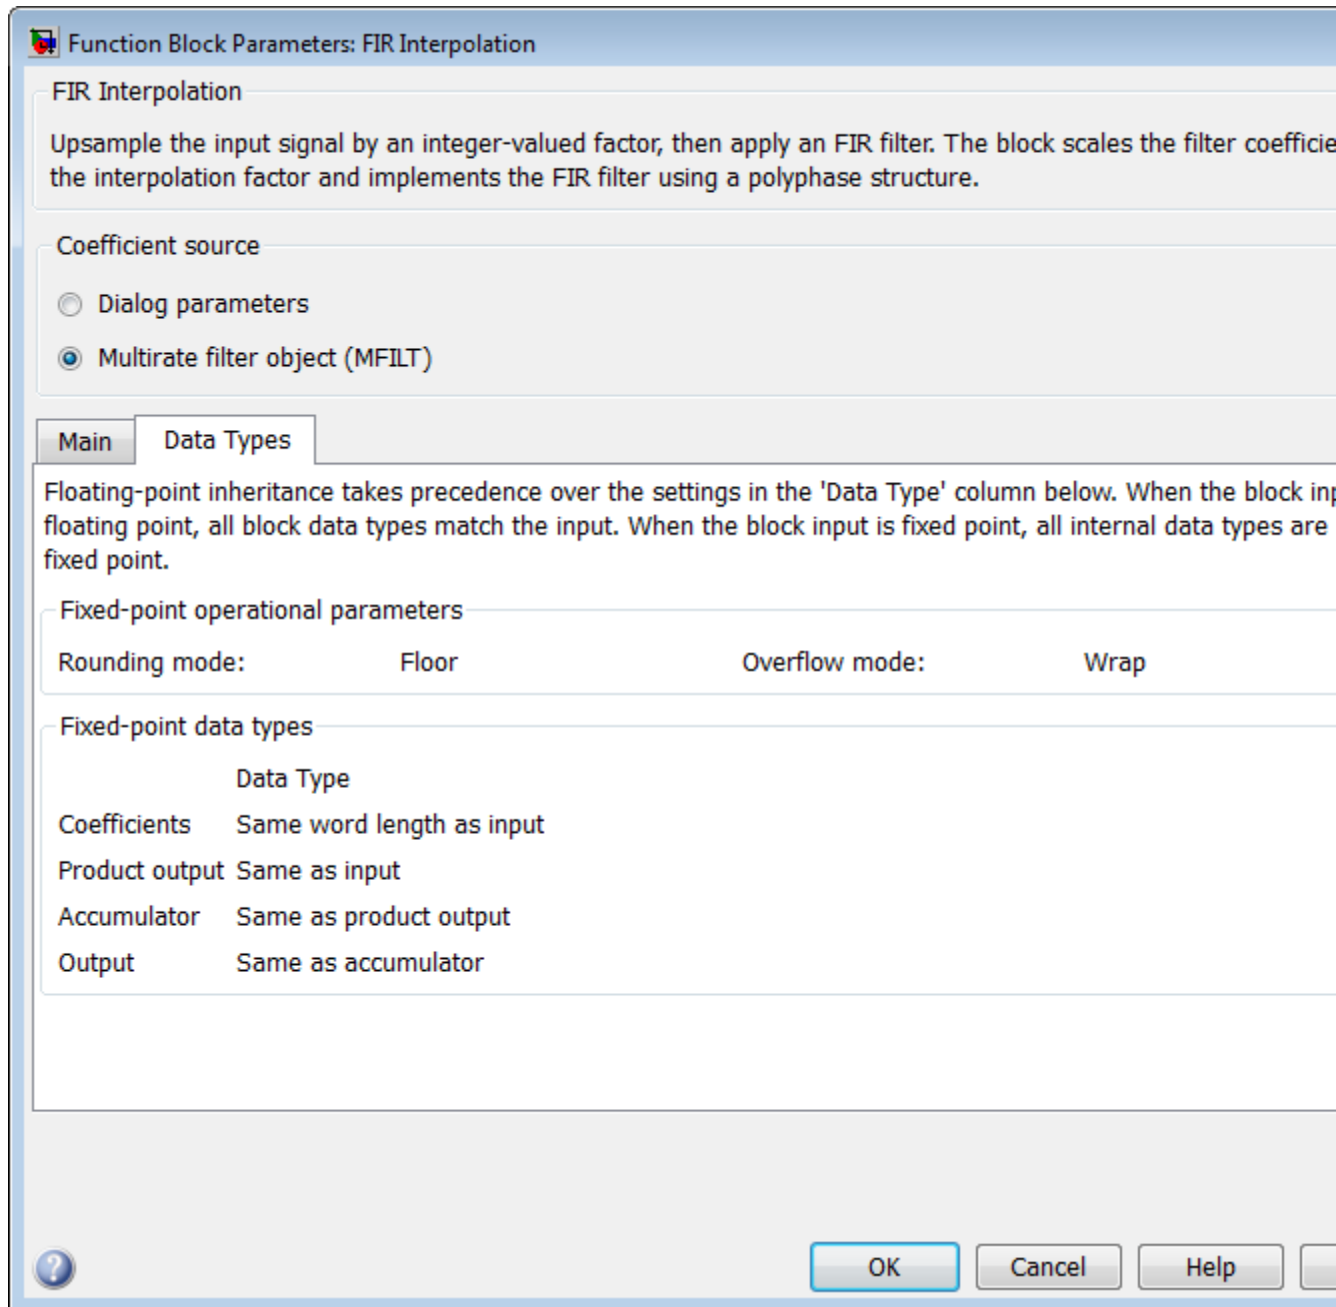 Function Block Parameters: FIR Interpolation
FIR Interpolation
Upsample the input signal by an integer-valued factor, then apply an FIR filter. The block scales the filter
the interpolation factor and implements the FIR filter using a polyphase structure.
Coefficient source
Dialog parameters
Multirate filter object (MFILT)
Main Data Types
Floating-point inheritance takes precedence over the settings in the 'Data Type' column below. When the block
floating point, all block data types match the input. When the block input is fixed point, all internal data types are
fixed point.
Fixed-point operational parameters
Rounding mode: Floor Overflow mode: Wrap
Fixed-point data types
Data Type
Coefficients Same word length as input
Product output Same as input
Accumulator Same as product output
Output Same as accumulator
? OK Cancel Help